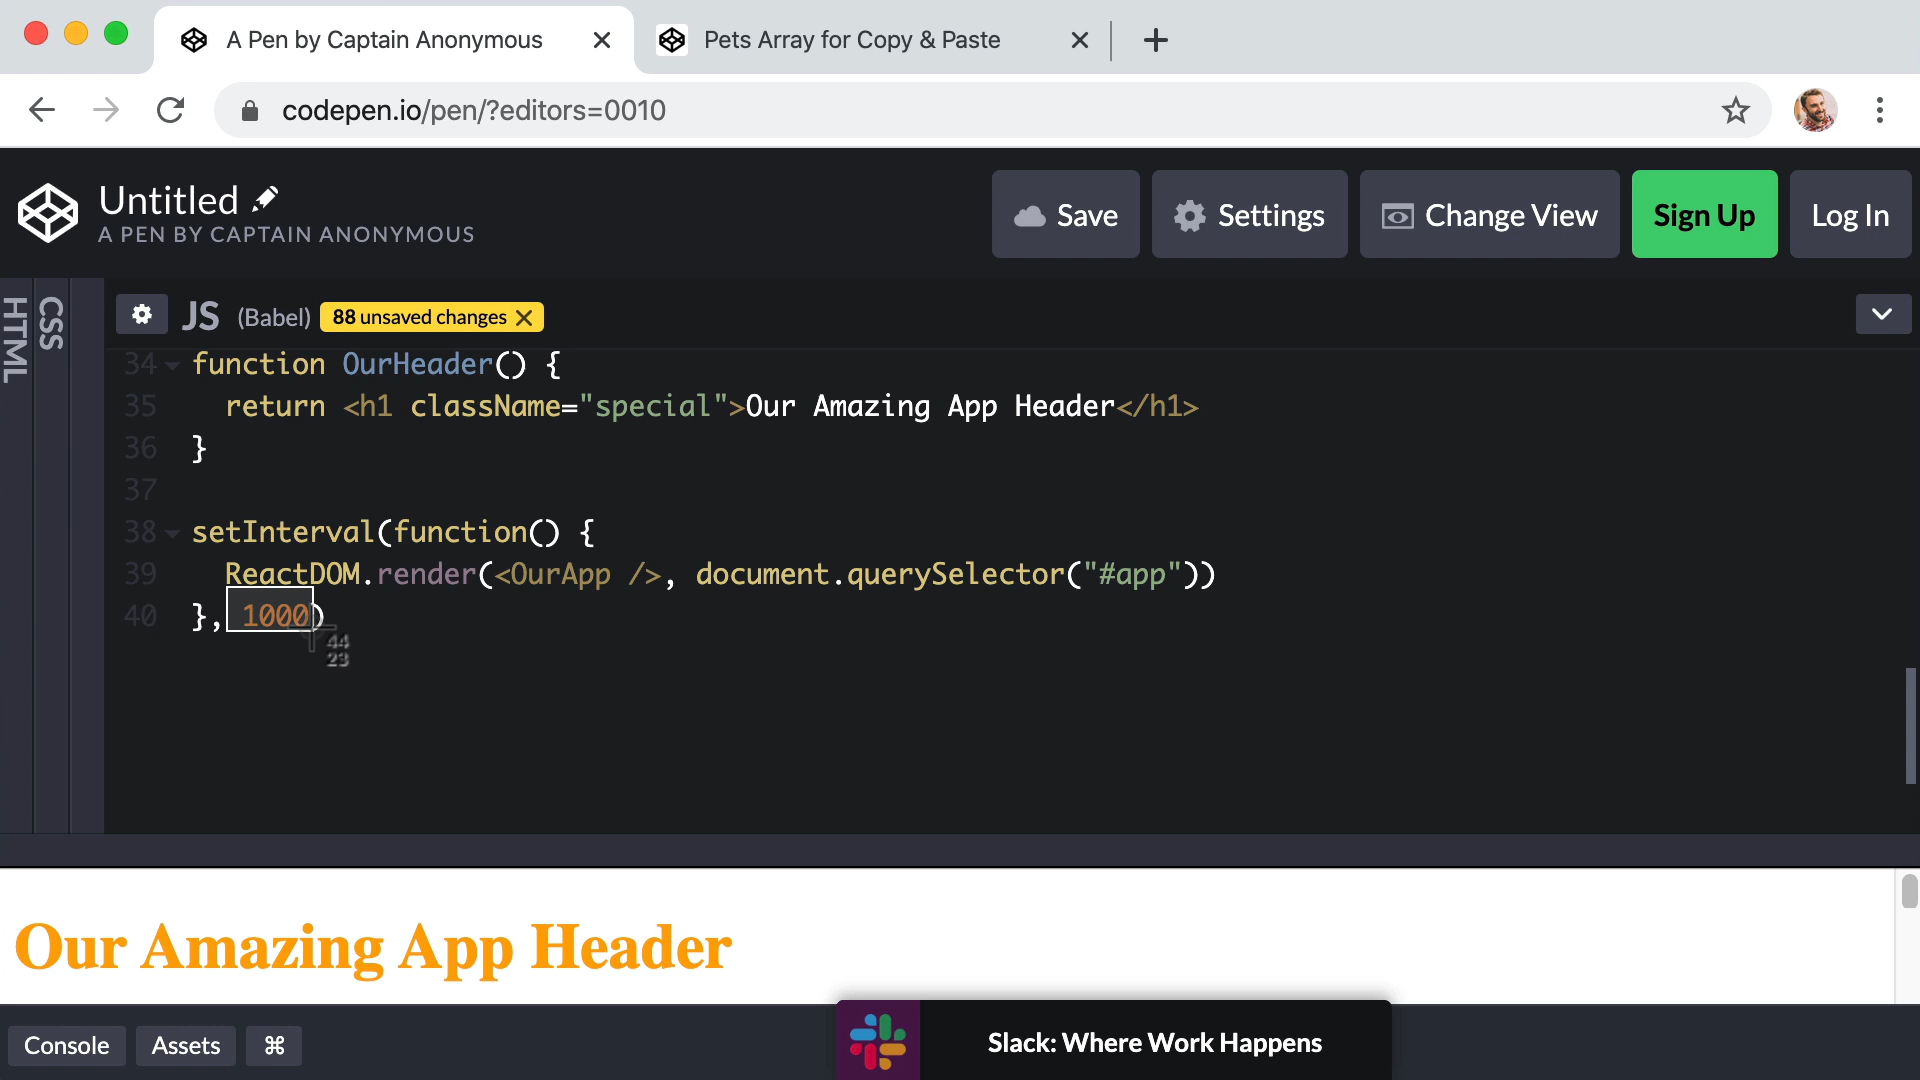 A Pen by Captain Anonymous
Pets Array for Copy & Paste
codepen.io/pen/?editors=0010
Untitled
A PEN BY CAPTAIN ANONYMOUS
Save
Settings
Change View
Sign Up
Log In
HTML
CSS
JS (Babel) 88 unsaved changes
34 function OurHeader() {
35 return <h1 className="special">Our Amazing App Header</h1>
36 }
37
38 setInterval(function() {
39 ReactDOM.render(<OurApp />, document.querySelector("#app"))
40 }, 1000)
44
23
Our Amazing App Header
Console
Assets
⌘
Slack: Where Work Happens